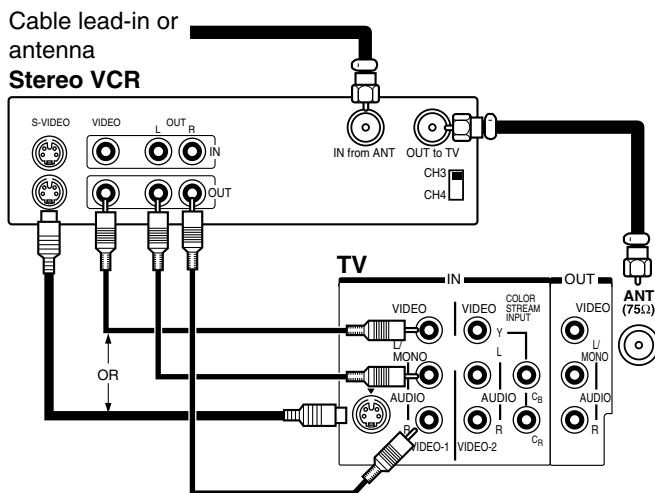 Cable lead-in or
antenna
Stereo VCR
S-VIDEO VIDEO L OUT R
IN
IN from ANT OUT to TV
OUT
CH3
CH4
TV
IN OUT
ANT
(75Ω)
VIDEO VIDEO COLOR
STREAM
INPUT VIDEO
Y
L/
MONO L L/
MONO
OR
AUDIO AUDIO CB AUDIO
R R CR R
VIDEO-1 VIDEO-2